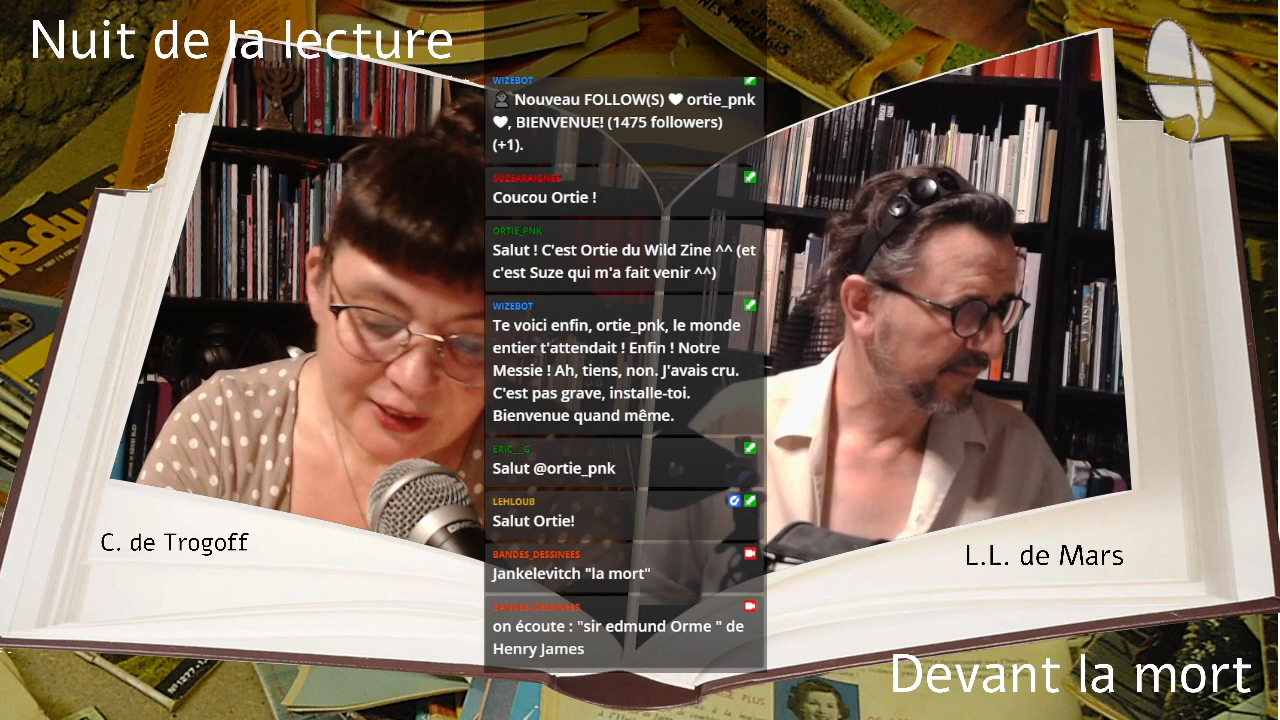 Nuit de la lecture
WIZEBOT
Nouveau FOLLOW(S) ♥ ortie_pnk
♥, BIENVENUE! (1475 followers)
(+1).
SUZEARAIGNEE
Coucou Ortie !
ORTIE_PNK
Salut ! C'est Ortie du Wild Zine ^^ (et
c'est Suze qui m'a fait venir ^^)
WIZEBOT
Te voici enfin, ortie_pnk, le monde
entier t'attendait ! Enfin ! Notre
Messie ! Ah, tiens, non. J'avais cru.
C'est pas grave, installe-toi.
Bienvenue quand même.
ERIC__G
Salut @ortie_pnk
LEHLOUB
Salut Ortie!
BANDES_DESSINEES
Jankelevitch "la mort"
BANDES_DESSINEES
on écoute : "sir edmund Orme " de
Henry James
C. de Trogoff
L.L. de Mars
Devant la mort